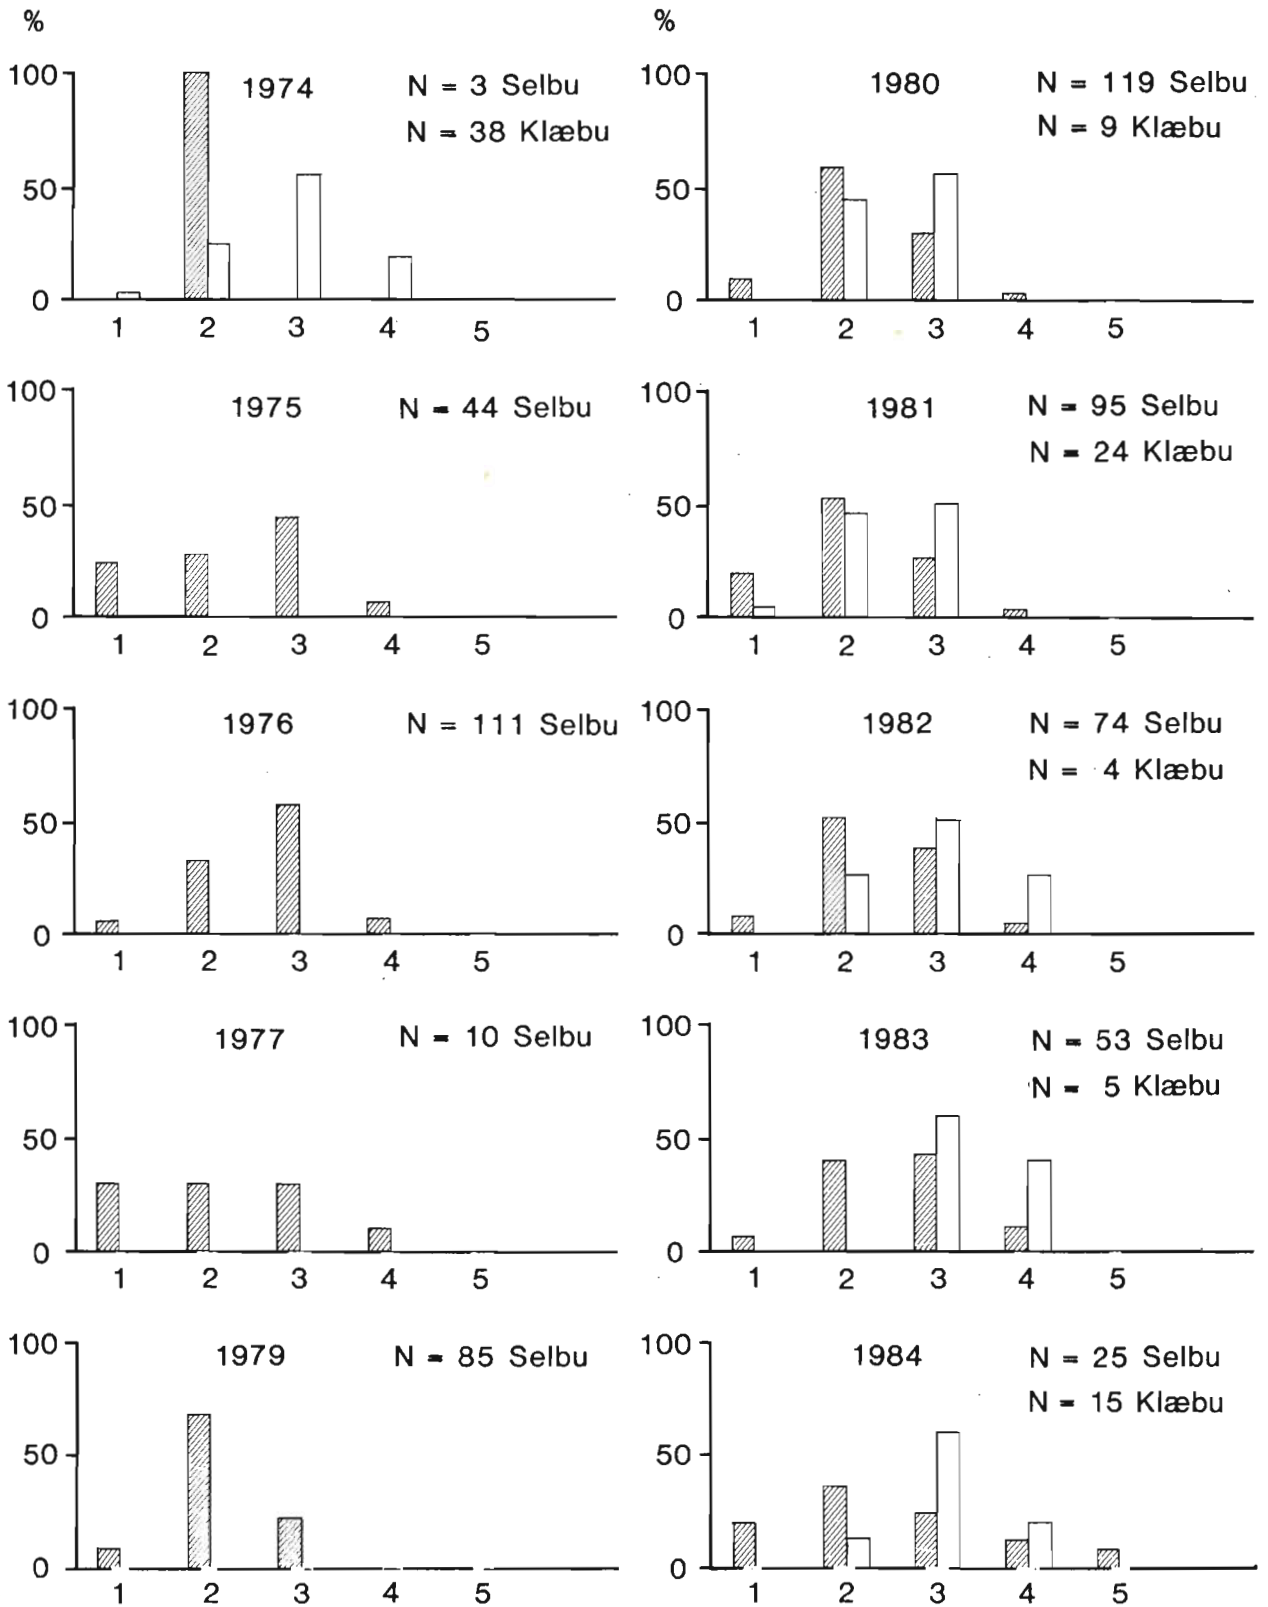 %
1974
N = 3 Selbu
N = 38 Klæbu
100
50
0
1 2 3 4 5
1975
N = 44 Selbu
100
50
0
1 2 3 4 5
1976
N = 111 Selbu
100
50
0
1 2 3 4 5
1977
N = 10 Selbu
100
50
0
1 2 3 4 5
1979
N = 85 Selbu
100
50
0
1 2 3 4 5
%
1980
N = 119 Selbu
N = 9 Klæbu
100
50
0
1 2 3 4 5
1981
N = 95 Selbu
N = 24 Klæbu
100
50
0
1 2 3 4 5
1982
N = 74 Selbu
N = 4 Klæbu
100
50
0
1 2 3 4 5
1983
N = 53 Selbu
N = 5 Klæbu
100
50
0
1 2 3 4 5
1984
N = 25 Selbu
N = 15 Klæbu
100
50
0
1 2 3 4 5